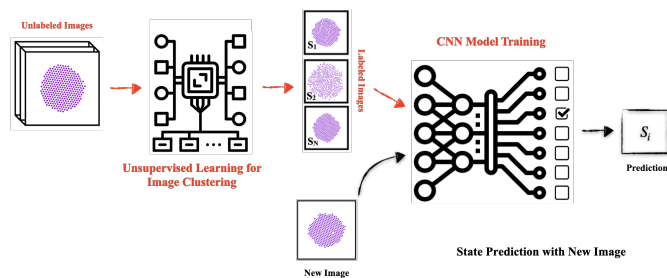 Unlabeled Images
Unsupervised Learning for
Image Clustering
S1
S2
SN
Labeled Images
CNN Model Training
New Image
Si
Prediction
State Prediction with New Image